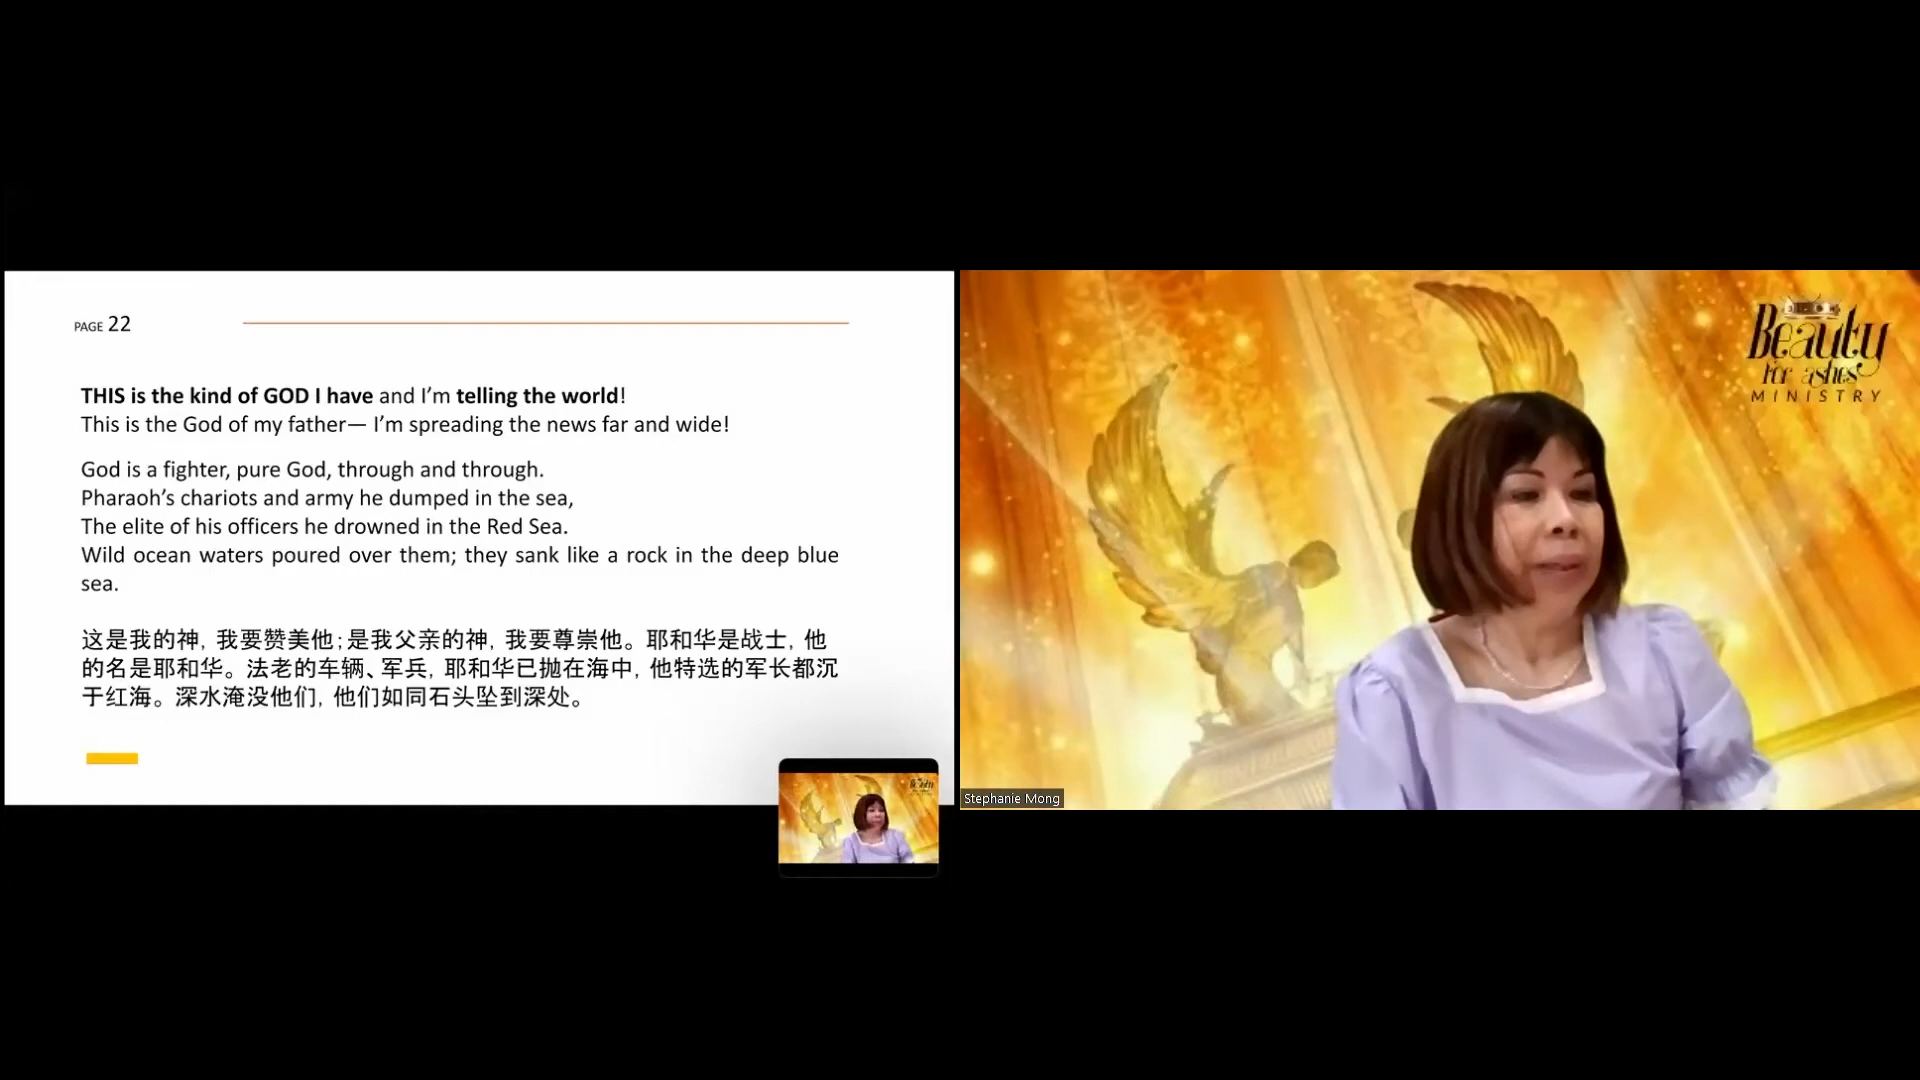 PAGE 22
THIS is the kind of GOD I have and I’m telling the world!
This is the God of my father— I’m spreading the news far and wide!
God is a fighter, pure God, through and through.
Pharaoh’s chariots and army he dumped in the sea,
The elite of his officers he drowned in the Red Sea.
Wild ocean waters poured over them; they sank like a rock in the deep blue
sea.
这是我的神，我要赞美他；是我父亲的神，我要尊崇他。耶和华是战士，他
的名是耶和华。法老的车辆、军兵，耶和华已抛在海中，他特选的军长都沉
于红海。深水淹没他们，他们如同石头坠到深处。
Beauty
For ashes
MINISTRY
Stephanie Mong